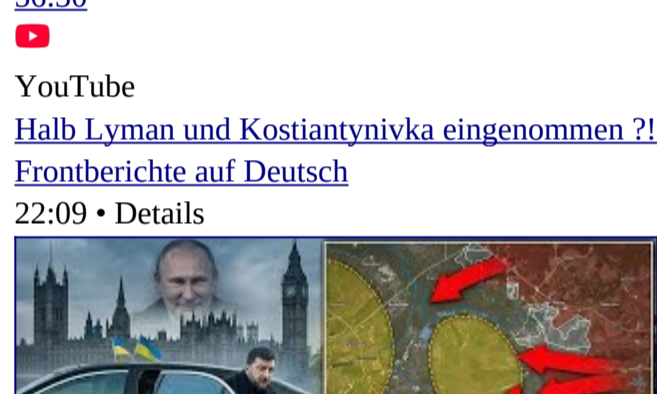 YouTube
Halb Lyman und Kostiantynivka eingenommen ?!
Frontberichte auf Deutsch
22:09 • Details